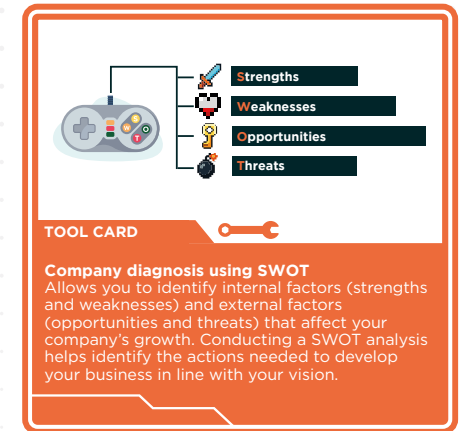 Strengths
Weaknesses
Opportunities
Threats
S
W O
T
TOOL CARD
Company diagnosis using SWOT
Allows you to identify internal factors (strengths
and weaknesses) and external factors
(opportunities and threats) that affect your
company's growth. Conducting a SWOT analysis
helps identify the actions needed to develop
your business in line with your vision.